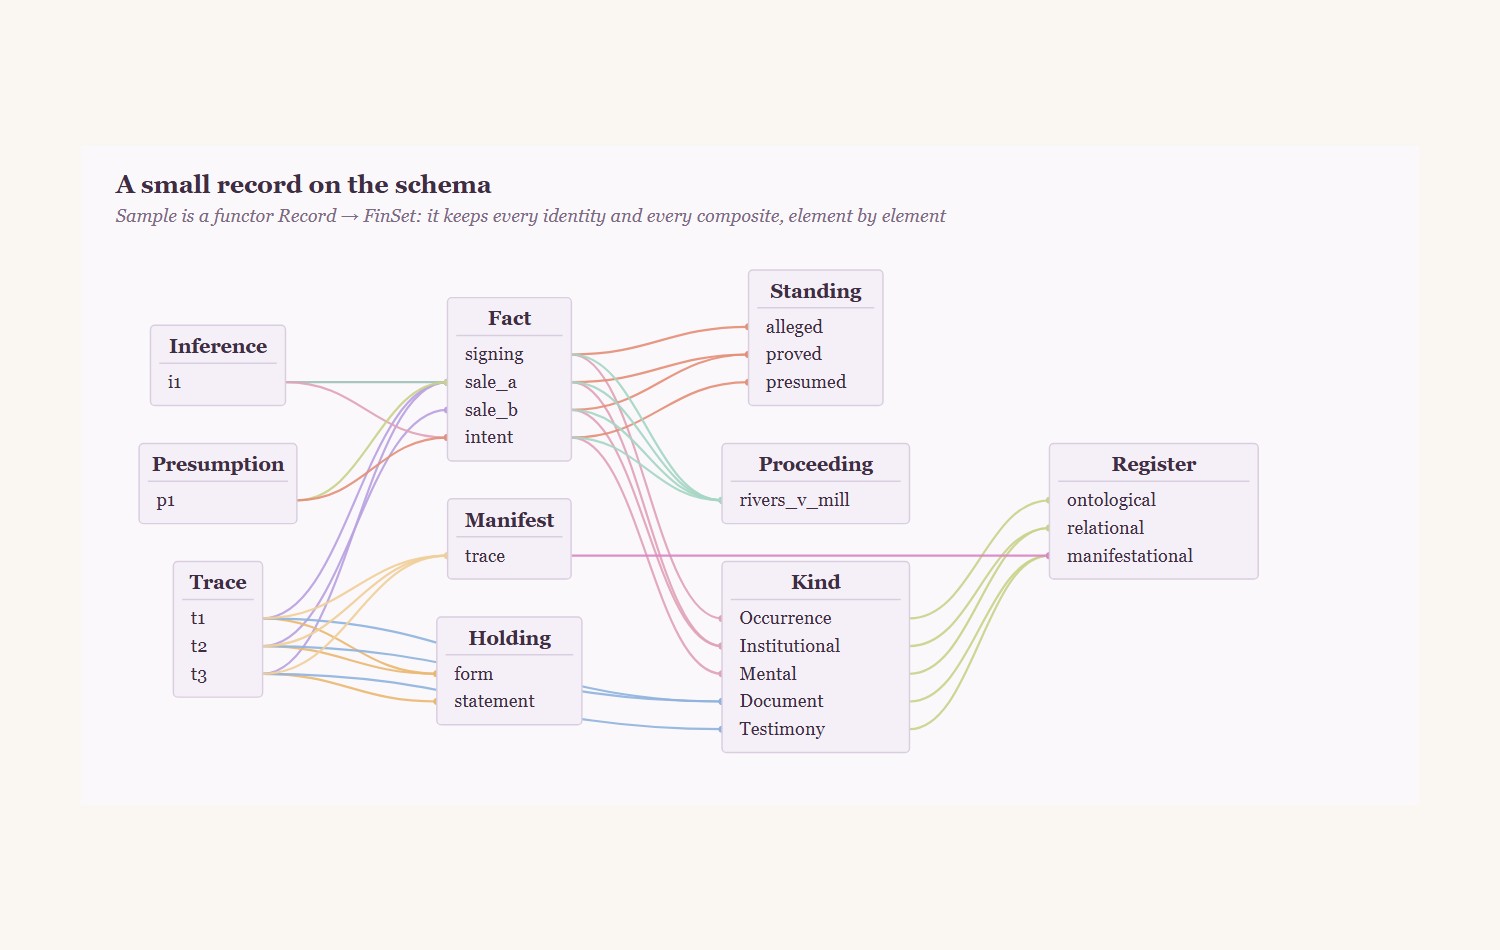 A small record on the schema
Sample is a functor Record → FinSet: it keeps every identity and every composite, element by element
Inference
i1
Presumption
p1
Trace
t1
t2
t3
Fact
signing
sale_a
sale_b
intent
Manifest
trace
Holding
form
statement
Standing
alleged
proved
presumed
Proceeding
rivers_v_mill
Kind
Occurrence
Institutional
Mental
Document
Testimony
Register
ontological
relational
manifestational